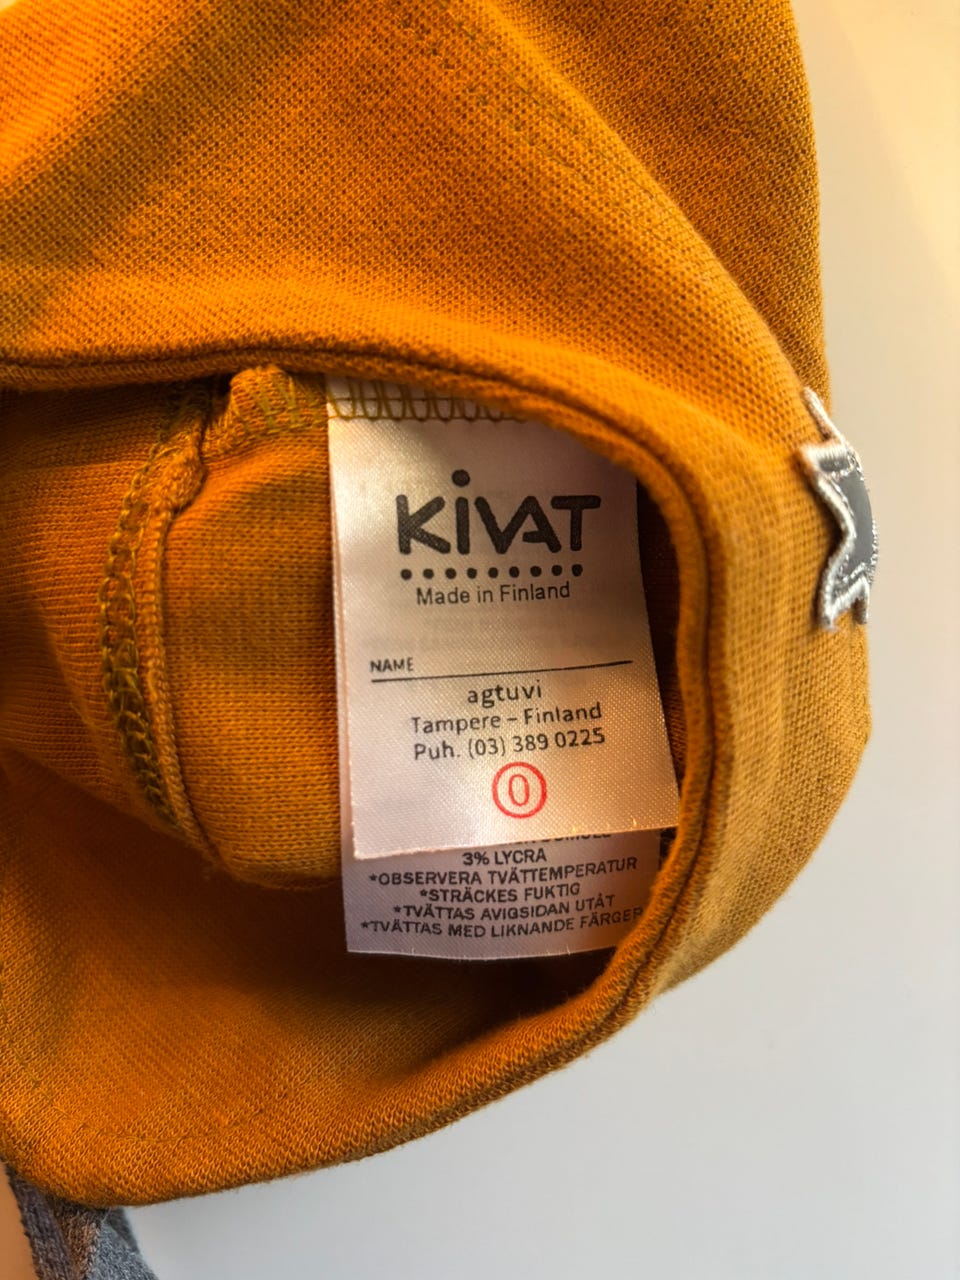 KiVAT
Made in Finland
NAME
agtuvi
Tampere – Finland
Puh. (03) 389 0225
0
3% LYCRA
*OBSERVERA TVÄTTEMPERATUR
*STRÄCKES FUKTIG
*TVÄTTAS AVIGSIDAN UTÅT
*TVÄTTAS MED LIKNANDE FÄRGER